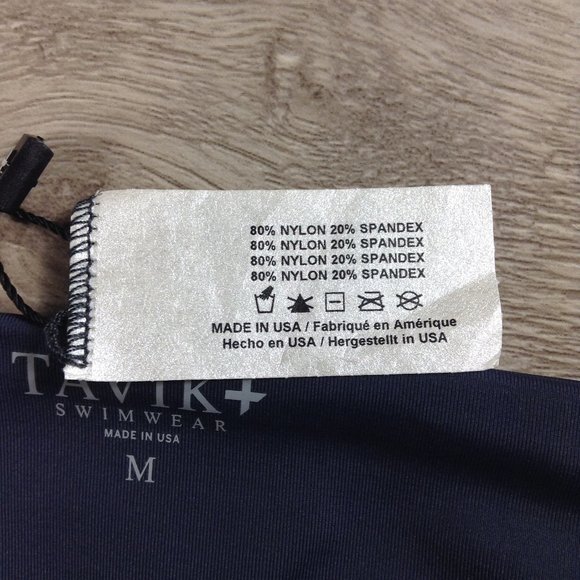 80% NYLON 20% SPANDEX
80% NYLON 20% SPANDEX
80% NYLON 20% SPANDEX
80% NYLON 20% SPANDEX
MADE IN USA / Fabriqué en Amérique
Hecho en USA / Hergestellt in USA
TAVIK
SWIMWEAR
MADE IN USA
M